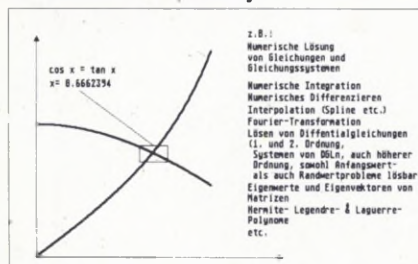 cos x = tan x
x= 0.6662394
z.B.:
Numerische Lösung
von Gleichungen und
Gleichungssystemen
Numerische Integration
Numerisches Differenzieren
Interpolation (Spline etc.)
Fourier-Transformation
Lösen von Diffentialgleichungen
(1. und 2. Ordnung,
Systemen von DGLn, auch höherer
Ordnung, sowohl Anfangswert-
als auch Randwertprobleme lösbar
Eigenwerte und Eigenvektoren von
Matrizen
Hermite- Legendre- & Laguerre-
Polynome
etc.